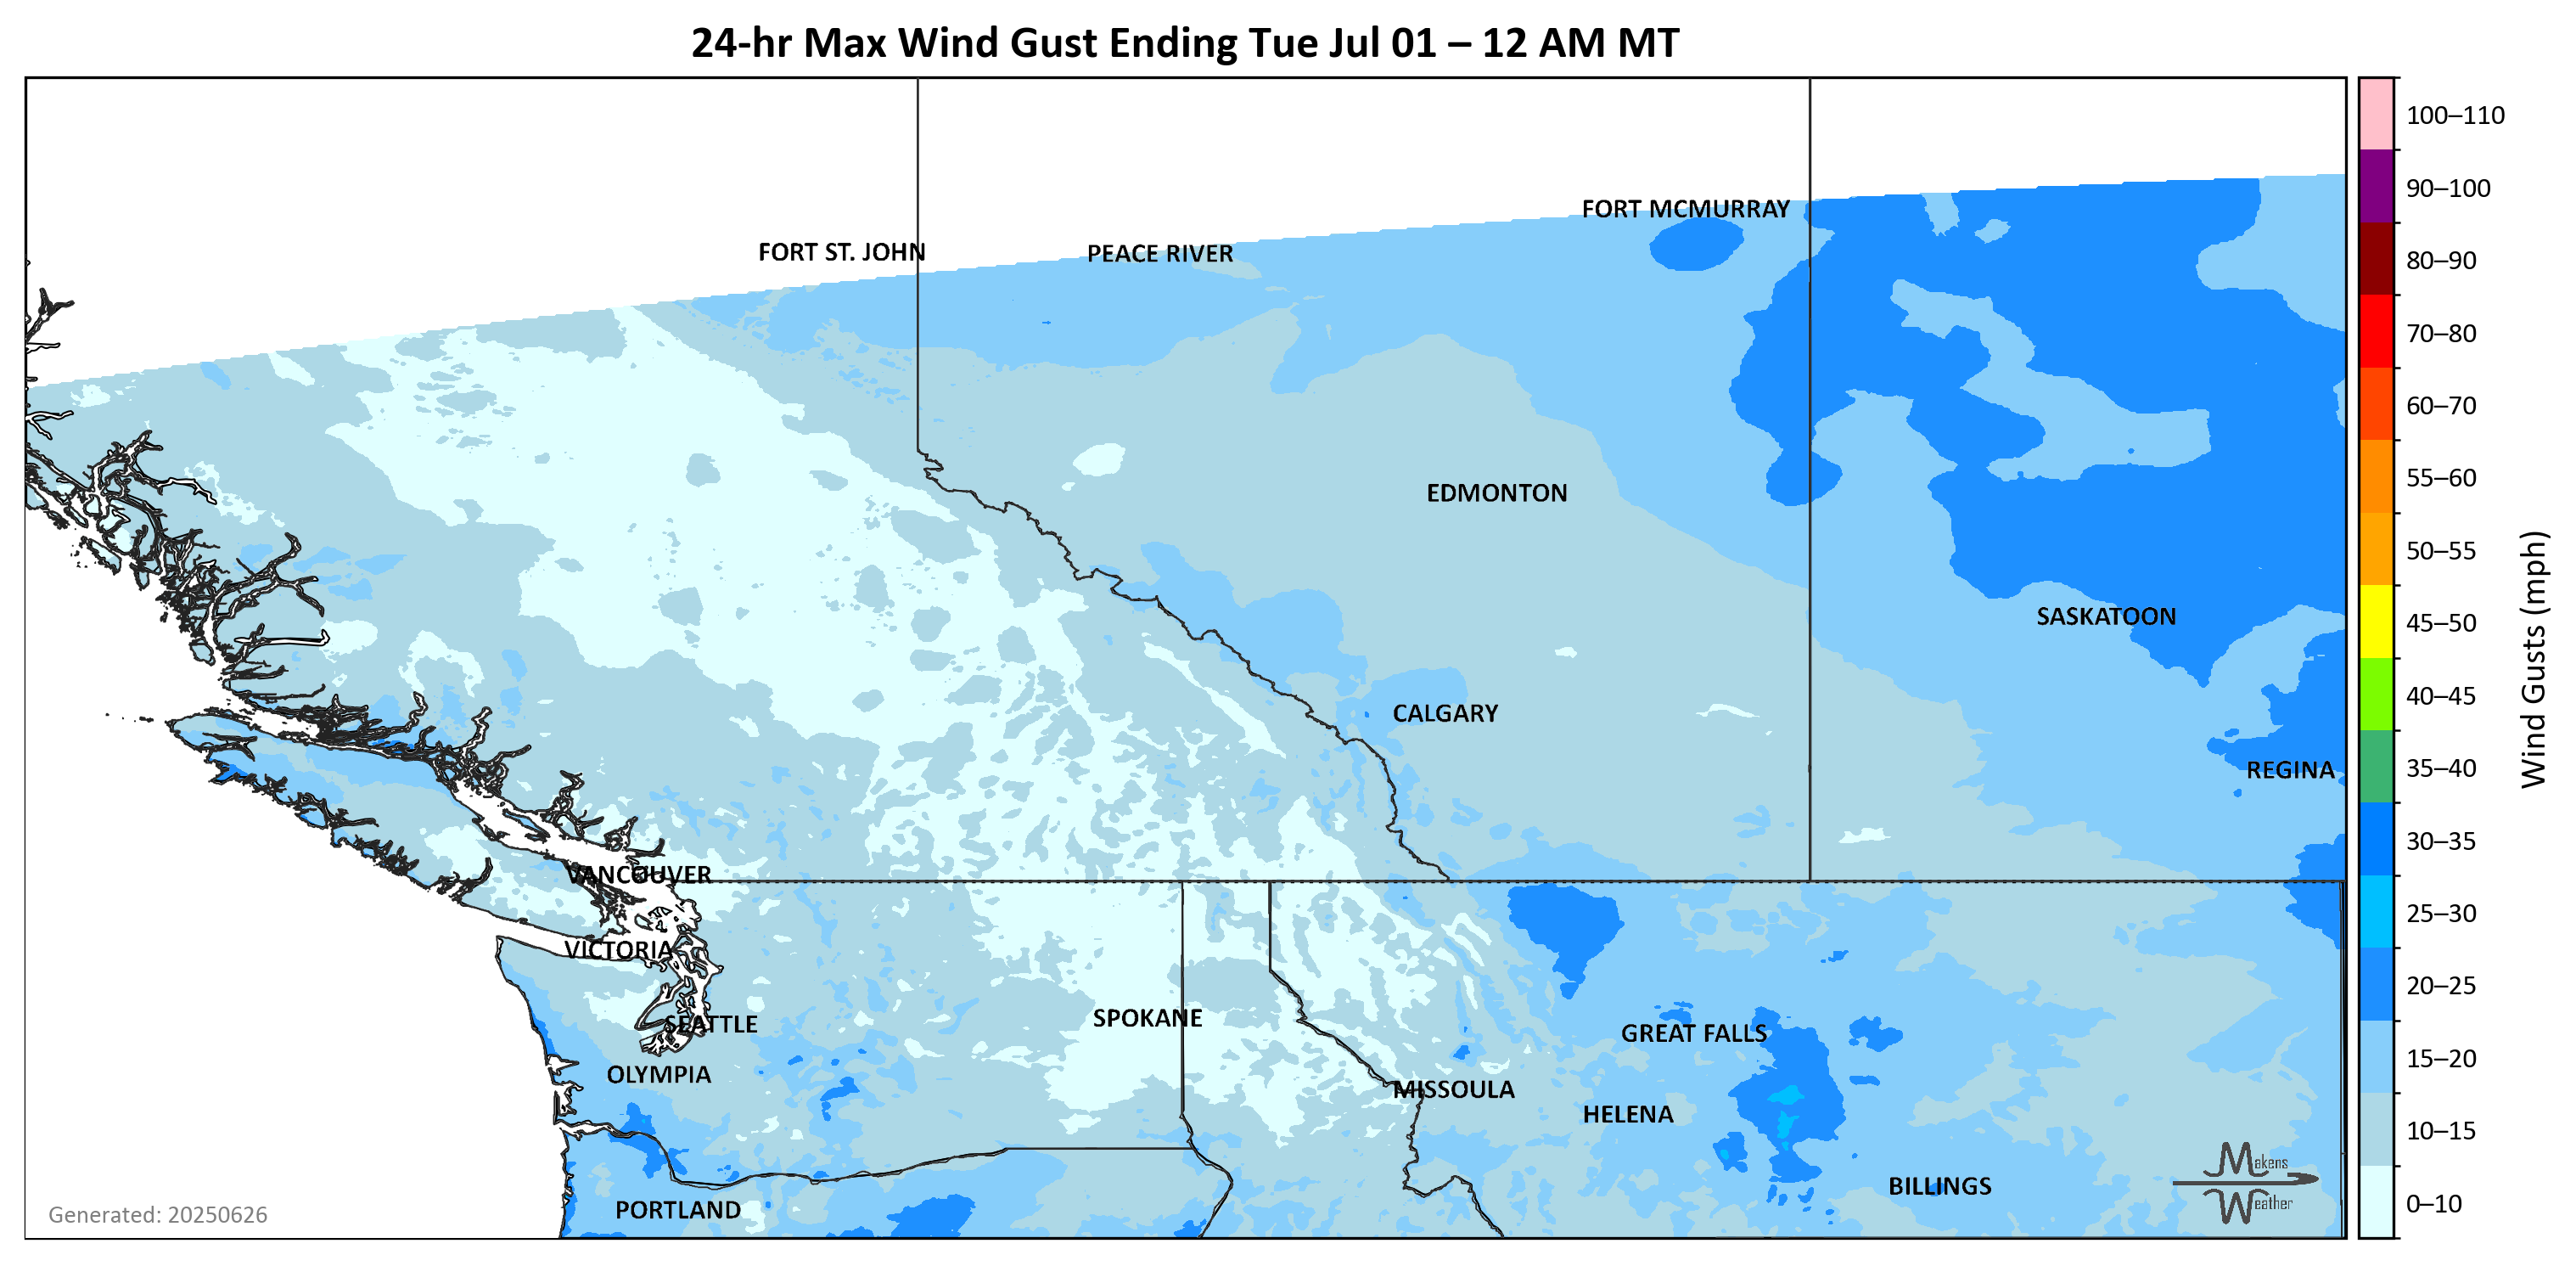 24-hr Max Wind Gust Ending Tue Jul 01 – 12 AM MT
100–110
90–100
80–90
70–80
60–70
55–60
50–55
45–50
40–45
35–40
30–35
25–30
20–25
15–20
10–15
0–10
Wind Gusts (mph)
FORT MCMURRAY
FORT ST. JOHN
PEACE RIVER
EDMONTON
SASKATOON
CALGARY
REGINA
VANCOUVER
VICTORIA
SPOKANE
SEATTLE
GREAT FALLS
OLYMPIA
MISSOULA
HELENA
BILLINGS
PORTLAND
Makens
Weather
Generated: 20250626